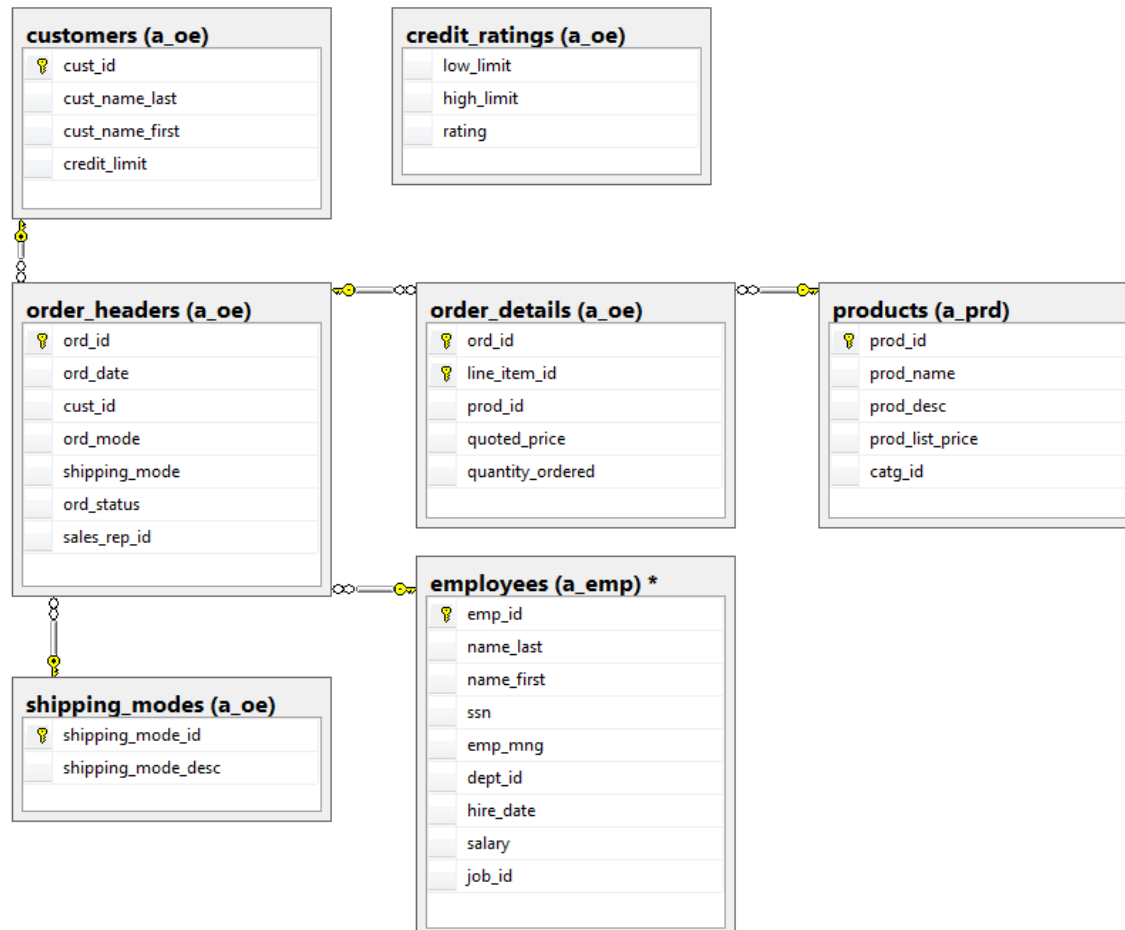 customers (a_oe)
cust_id
cust_name_last
cust_name_first
credit_limit
credit_ratings (a_oe)
low_limit
high_limit
rating
order_headers (a_oe)
ord_id
ord_date
cust_id
ord_mode
shipping_mode
ord_status
sales_rep_id
order_details (a_oe)
ord_id
line_item_id
prod_id
quoted_price
quantity_ordered
products (a_prd)
prod_id
prod_name
prod_desc
prod_list_price
catg_id
employees (a_emp) *
emp_id
name_last
name_first
ssn
emp_mng
dept_id
hire_date
salary
job_id
shipping_modes (a_oe)
shipping_mode_id
shipping_mode_desc